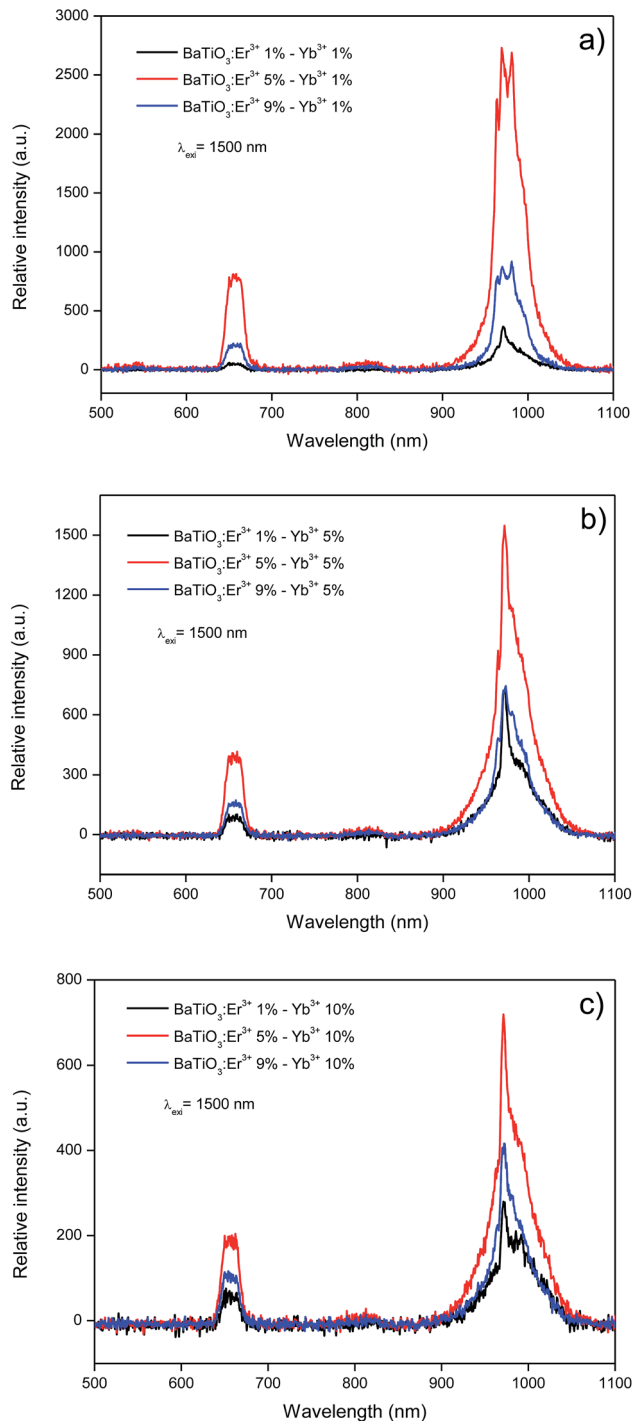 a)
BaTiO₃:Er³⁺ 1% - Yb³⁺ 1%
BaTiO₃:Er³⁺ 5% - Yb³⁺ 1%
BaTiO₃:Er³⁺ 9% - Yb³⁺ 1%
λexi= 1500 nm
Relative intensity (a.u.)
3000
2500
2000
1500
1000
500
0
500 600 700 800 900 1000 1100
Wavelength (nm)
b)
BaTiO₃:Er³⁺ 1% - Yb³⁺ 5%
BaTiO₃:Er³⁺ 5% - Yb³⁺ 5%
BaTiO₃:Er³⁺ 9% - Yb³⁺ 5%
λexi= 1500 nm
Relative intensity (a.u.)
1500
1200
900
600
300
0
500 600 700 800 900 1000 1100
Wavelength (nm)
c)
BaTiO₃:Er³⁺ 1% - Yb³⁺ 10%
BaTiO₃:Er³⁺ 5% - Yb³⁺ 10%
BaTiO₃:Er³⁺ 9% - Yb³⁺ 10%
λexi= 1500 nm
Relative intensity (a.u.)
800
600
400
200
0
500 600 700 800 900 1000 1100
Wavelength (nm)